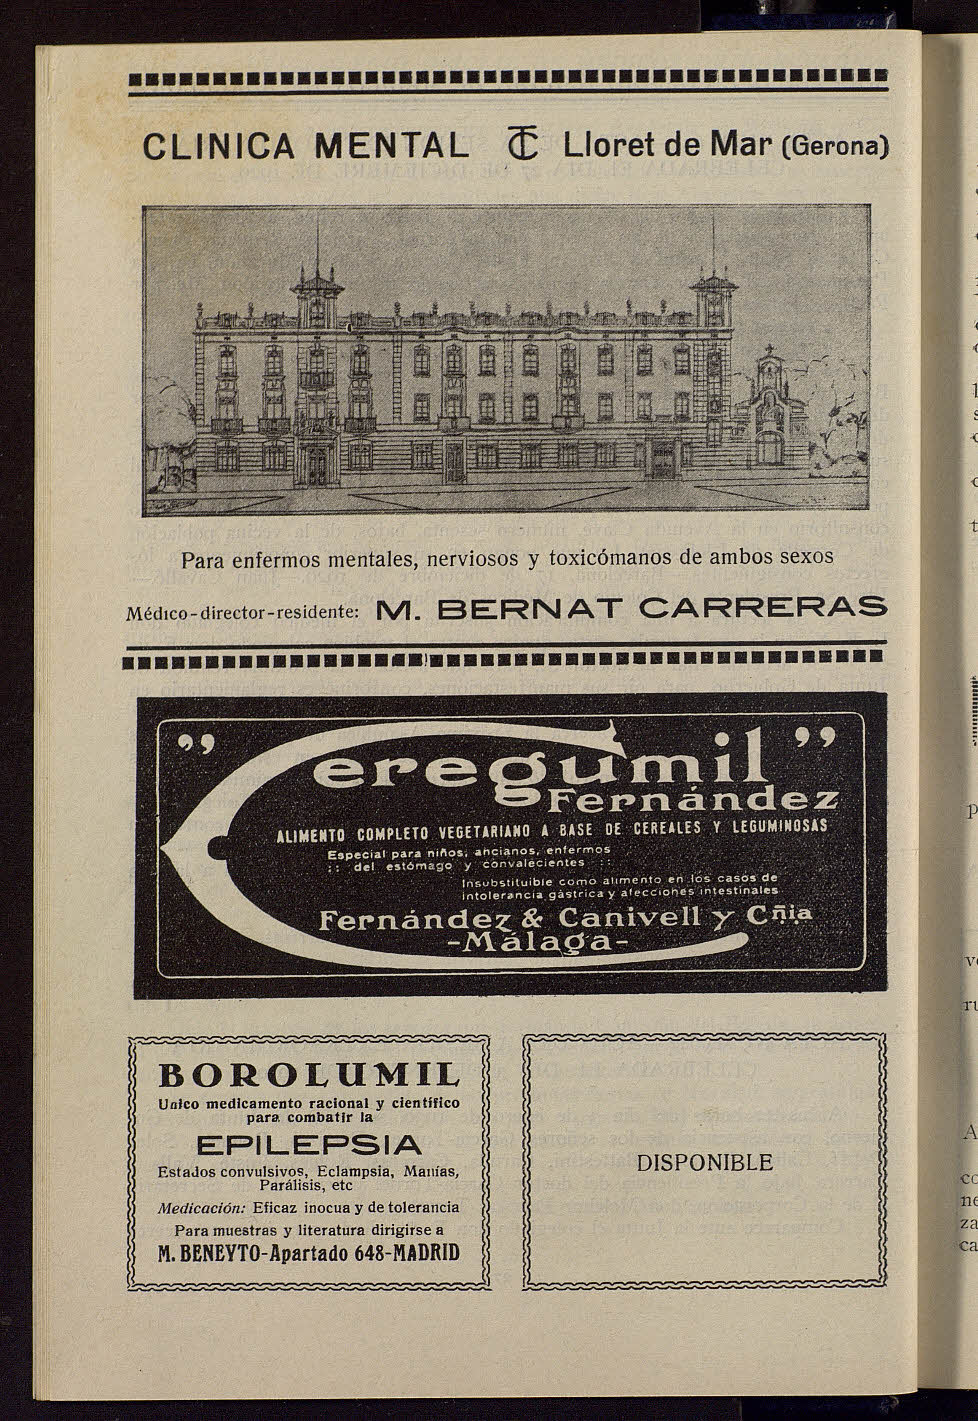 CLINICA MENTAL TC Lloret de Mar (Gerona)
Para enfermos mentales, nerviosos y toxicómanos de ambos sexos
Médico-director-residente: M. BERNAT CARRERAS
" Ceregumil "
Fernández
ALIMENTO COMPLETO VEGETARIANO A BASE DE CEREALES Y LEGUMINOSAS
Especial para niños, ancianos, enfermos
:: del estómago y convalecientes ::
Insubstituible como alimento en los casos de
intolerancia gástrica y afecciones intestinales
Fernández & Canivell y Cñia
-Málaga-
BOROLUMIL
Unico medicamento racional y científico
para combatir la
EPILEPSIA
Estados convulsivos, Eclampsia, Manías,
Parálisis, etc
Medicación: Eficaz inocua y de tolerancia
Para muestras y literatura dirigirse a
M. BENEYTO-Apartado 648-MADRID
DISPONIBLE